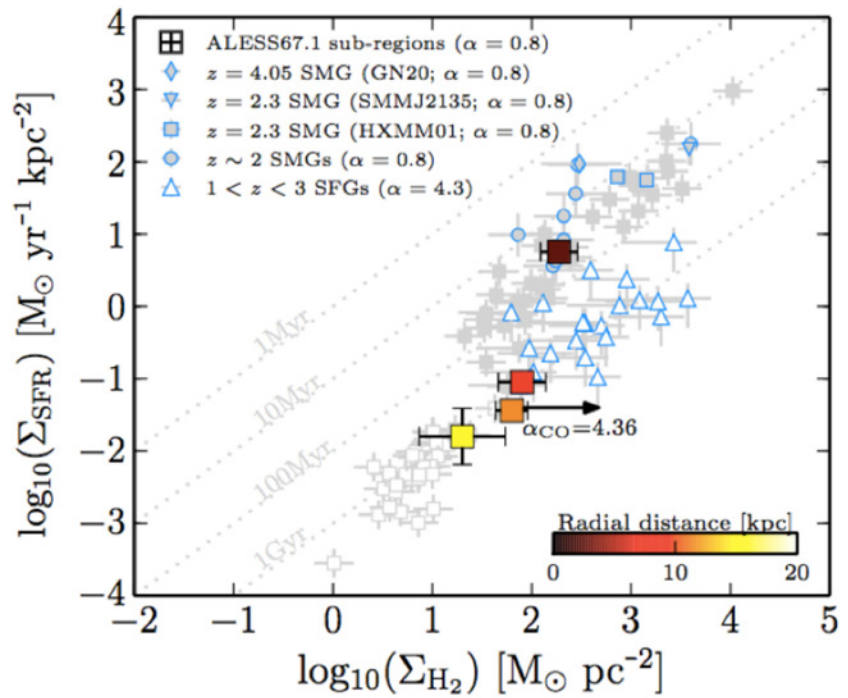 ALESS67.1 sub-regions (α = 0.8)
z = 4.05 SMG (GN20; α = 0.8)
z = 2.3 SMG (SMMJ2135; α = 0.8)
z = 2.3 SMG (HXMM01; α = 0.8)
z ∼ 2 SMGs (α = 0.8)
1 < z < 3 SFGs (α = 4.3)
log₁₀(Σ_SFR) [M⊙ yr⁻¹ kpc⁻²]
4
3
2
1
0
−1
−2
−3
−4
1Myr
10Myr
100Myr
1Gyr
α_CO=4.36
Radial distance [kpc]
0 10 20
−2 −1 0 1 2 3 4 5
log₁₀(Σ_H₂) [M⊙ pc⁻²]